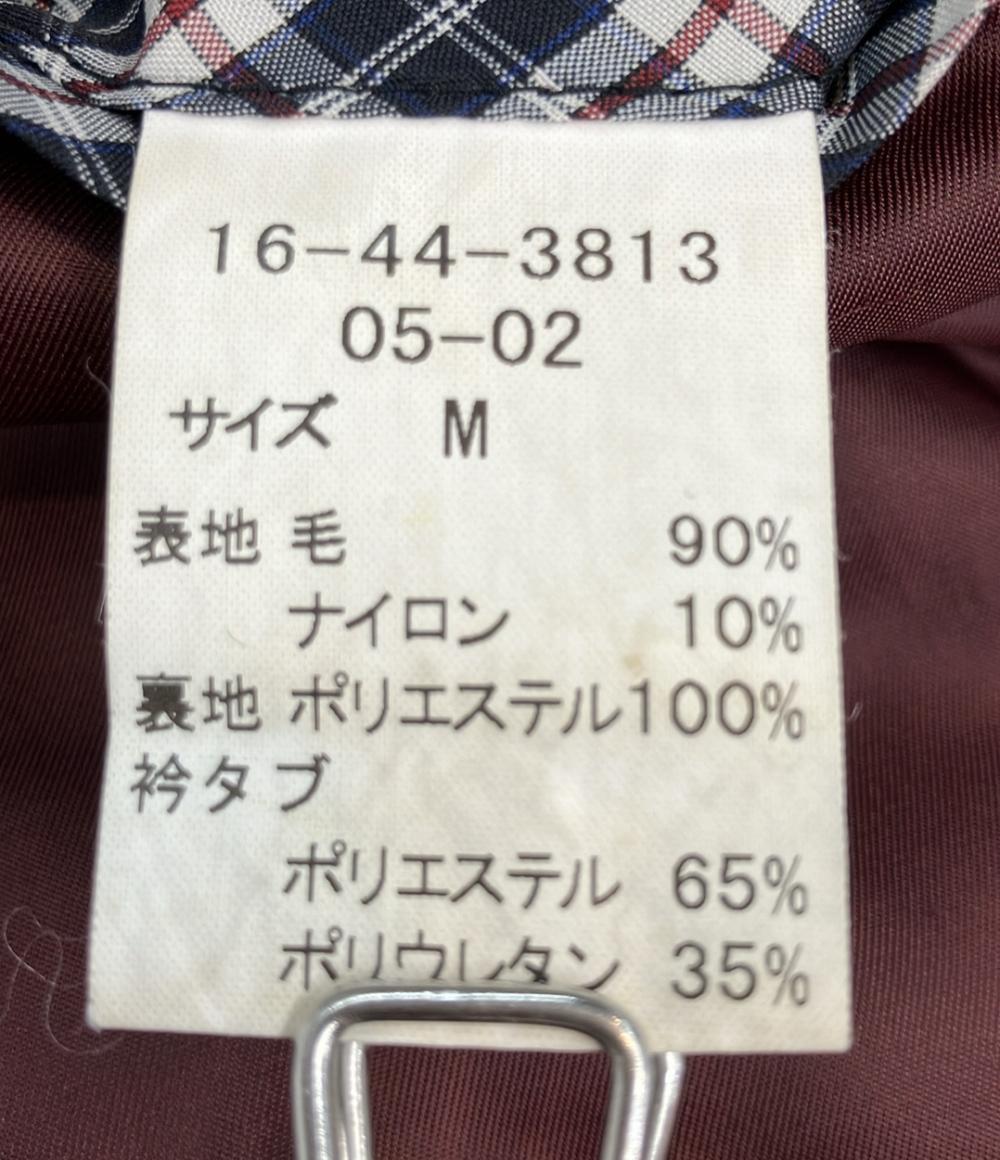 16-44-3813
05-02
サイズ M
表地 毛 90%
ナイロン 10%
裏地 ポリエステル100%
衿タブ
ポリエステル 65%
ポリウレタン 35%